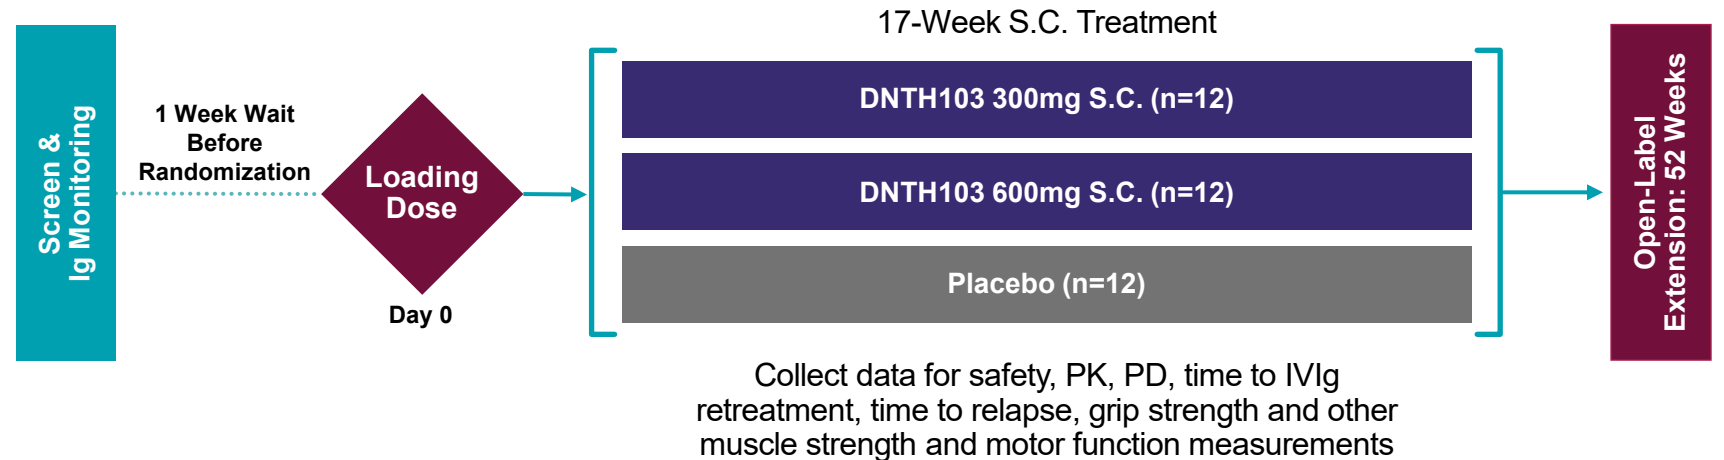 17-Week S.C. Treatment
Screen &
Ig Monitoring
1 Week Wait
Before
Randomization
Loading
Dose
Day 0
DNTH103 300mg S.C. (n=12)
DNTH103 600mg S.C. (n=12)
Placebo (n=12)
Open-Label
Extension: 52 Weeks
Collect data for safety, PK, PD, time to IVIg
retreatment, time to relapse, grip strength and other
muscle strength and motor function measurements